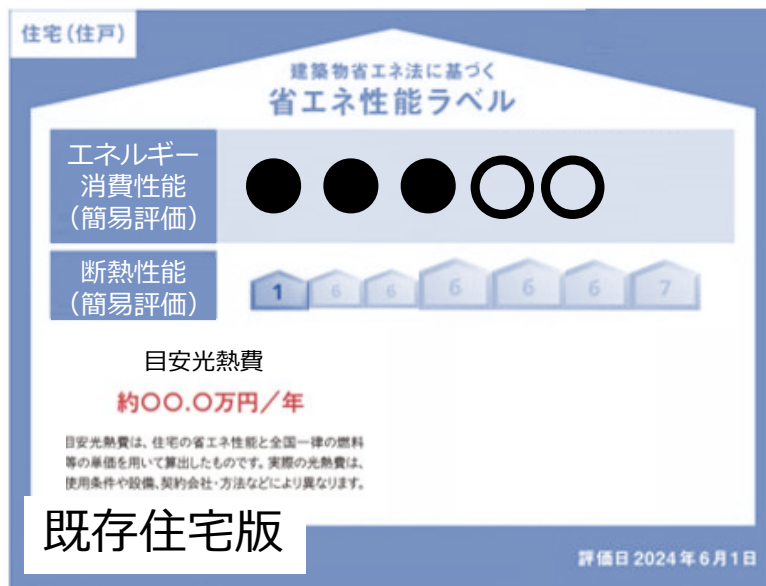 住宅(住戸)
建築物省エネ法に基づく
省エネ性能ラベル
エネルギー
消費性能
(簡易評価)
断熱性能
(簡易評価)
1 6 6 6 6 6 7
目安光熱費
約〇〇.〇万円/年
目安光熱費は、住宅の省エネ性能と全国一律の燃料
等の単価を用いて算出したものです。実際の光熱費は、
使用条件や設備、契約会社・方法などにより異なります。
既存住宅版
評価日 2024年6月1日